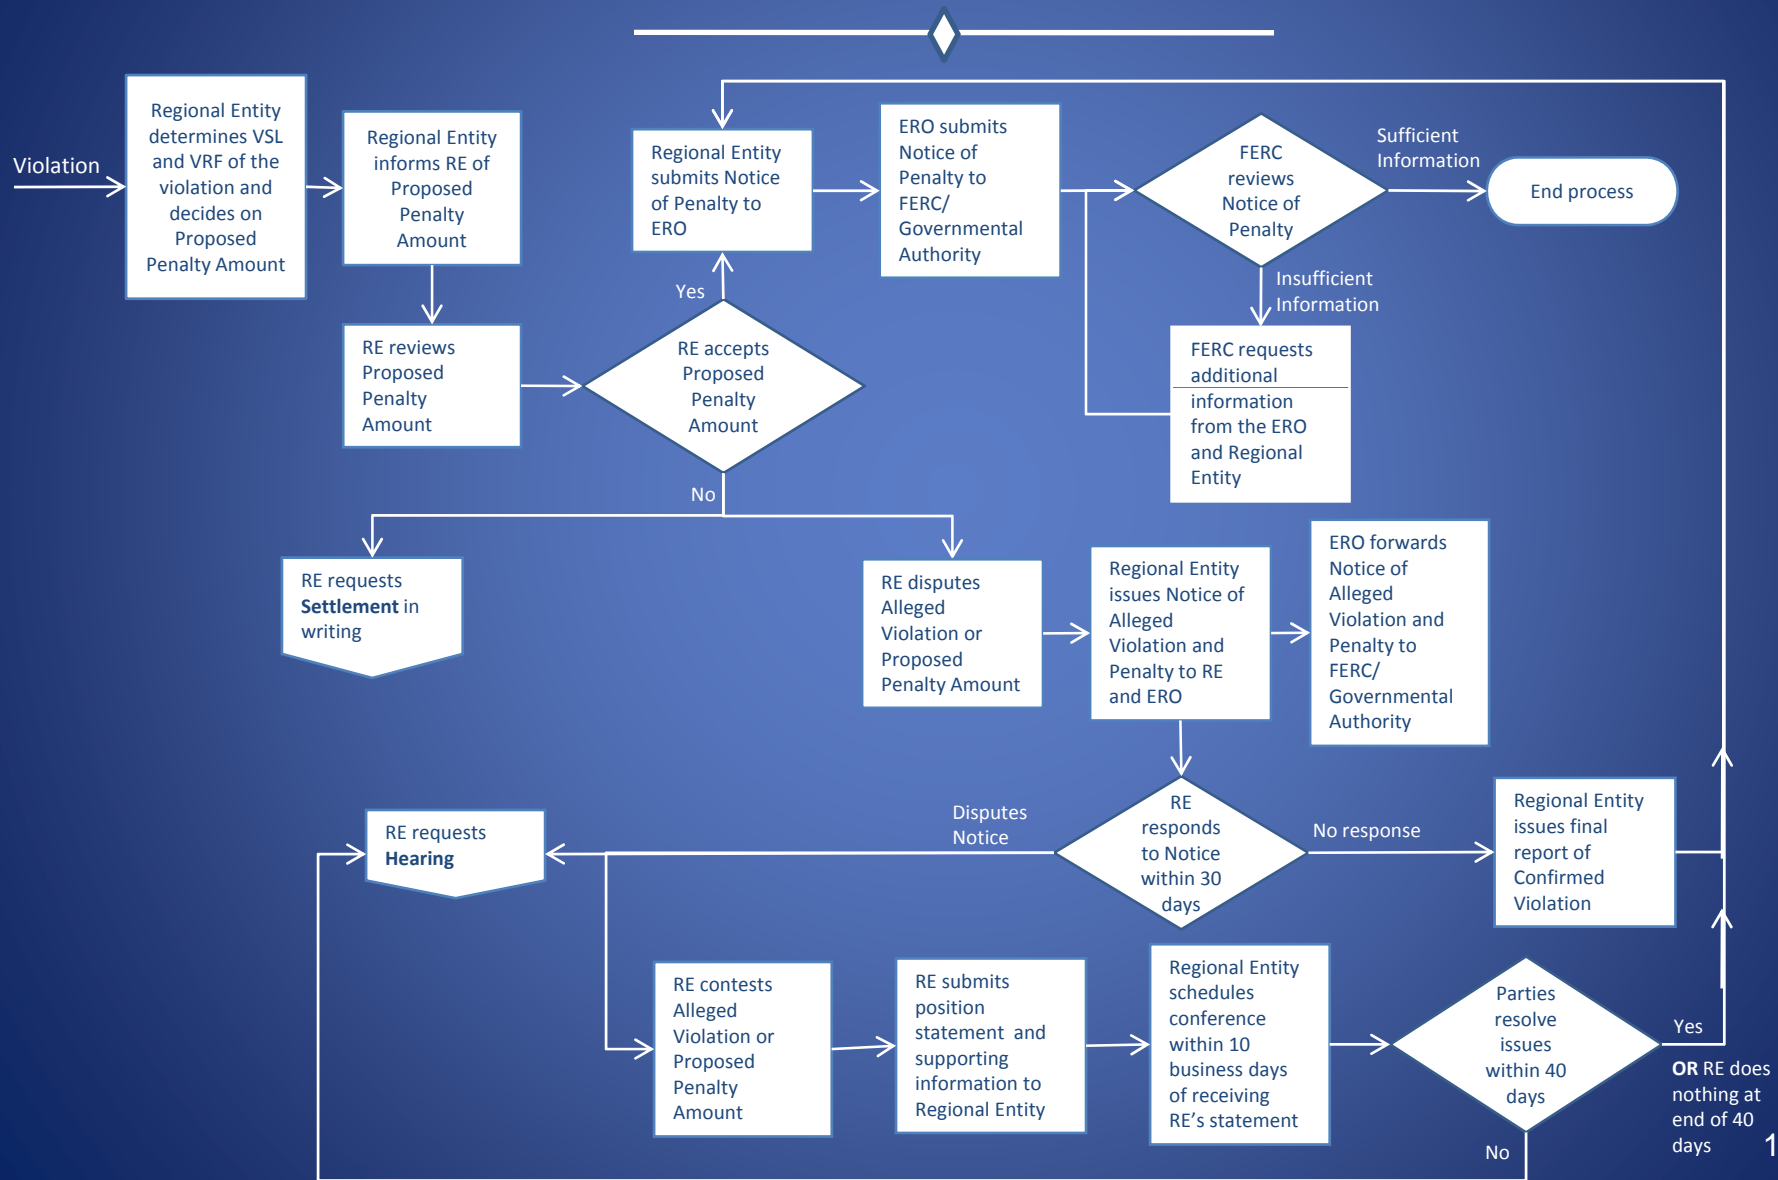 Violation
Regional Entity
determines VSL
and VRF of the
violation and
decides on
Proposed
Penalty Amount
Regional Entity
informs RE of
Proposed
Penalty
Amount
RE reviews
Proposed
Penalty
Amount
RE accepts
Proposed
Penalty
Amount
Yes
Regional Entity
submits Notice
of Penalty to
ERO
ERO submits
Notice of
Penalty to
FERC/
Governmental
Authority
FERC
reviews
Notice of
Penalty
Sufficient
Information
End process
Insufficient
Information
FERC requests
additional
information
from the ERO
and Regional
Entity
No
RE requests
Settlement in
writing
RE disputes
Alleged
Violation or
Proposed
Penalty Amount
Regional Entity
issues Notice of
Alleged
Violation and
Penalty to RE
and ERO
ERO forwards
Notice of
Alleged
Violation and
Penalty to
FERC/
Governmental
Authority
RE
responds
to Notice
within 30
days
Disputes
Notice
No response
RE requests
Hearing
Regional Entity
issues final
report of
Confirmed
Violation
RE contests
Alleged
Violation or
Proposed
Penalty
Amount
RE submits
position
statement and
supporting
information to
Regional Entity
Regional Entity
schedules
conference
within 10
business days
of receiving
RE’s statement
Parties
resolve
issues
within 40
days
Yes
OR RE does
nothing at
end of 40
days
No
1